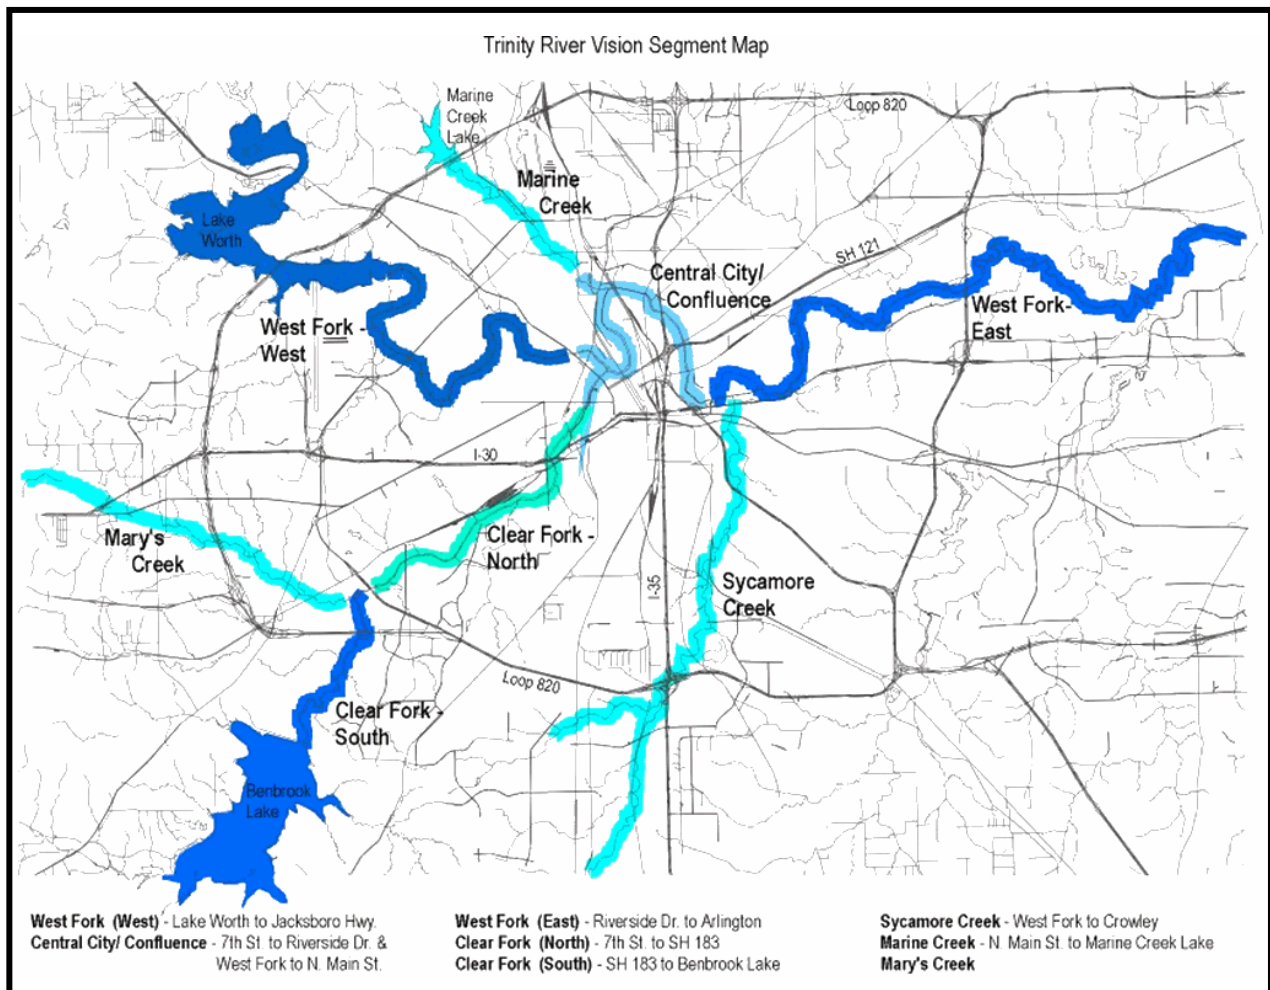 Trinity River Vision Segment Map
Marine
Creek
Lake
Loop 820
Marine
Creek
Lake
Worth
SH 121
Central City/
Confluence
West Fork -
West
West Fork-
East
I-30
Mary's
Creek
Clear Fork -
North
I-35
Sycamore
Creek
Loop 820
Clear Fork -
South
Benbrook
Lake
West Fork (West) - Lake Worth to Jacksboro Hwy.
Central City/ Confluence - 7th St. to Riverside Dr. &
West Fork to N. Main St.
West Fork (East) - Riverside Dr. to Arlington
Clear Fork (North) - 7th St. to SH 183
Clear Fork (South) - SH 183 to Benbrook Lake
Sycamore Creek - West Fork to Crowley
Marine Creek - N. Main St. to Marine Creek Lake
Mary's Creek